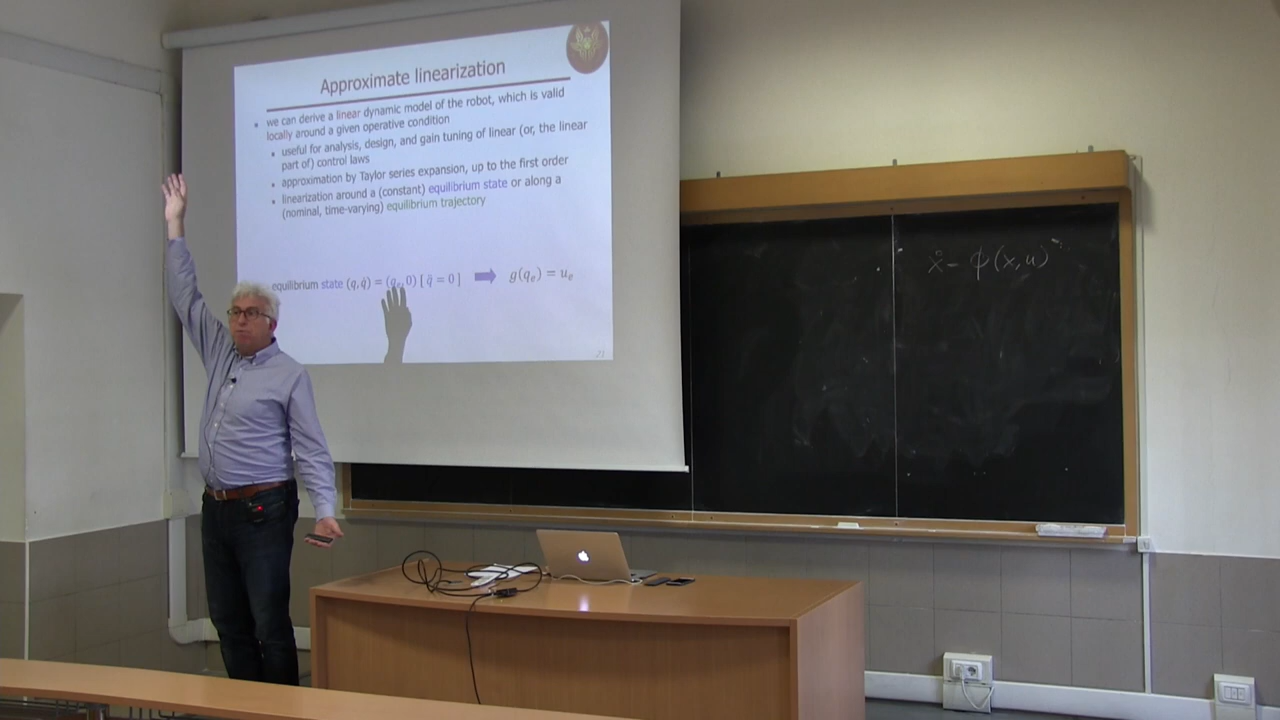 Approximate linearization
▪ we can derive a linear dynamic model of the robot, which is valid
locally around a given operative condition
▪ useful for analysis, design, and gain tuning of linear (or, the linear
part of) control laws
▪ approximation by Taylor series expansion, up to the first order
▪ linearization around a (constant) equilibrium state or along a
(nominal, time-varying) equilibrium trajectory
equilibrium state (q, q̇) = (qₑ, 0) [ q̈ = 0 ] ➡ g(qₑ) = uₑ
21
ẋ = ϕ(x, u)